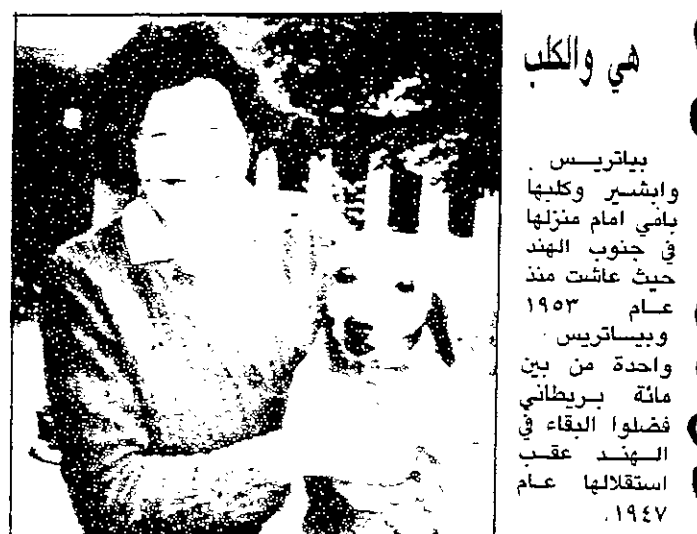 هي والكلب
بياتريس
وابشير وكلبها
بافي امام منزلها
في جنوب الهند
حيث عاشت منذ
عام ١٩٥٣
وبيساتريس
واحدة من بين
مائة بريطاني
فضلوا البقاء في
الهند عقب
استقلالها عام
١٩٤٧.